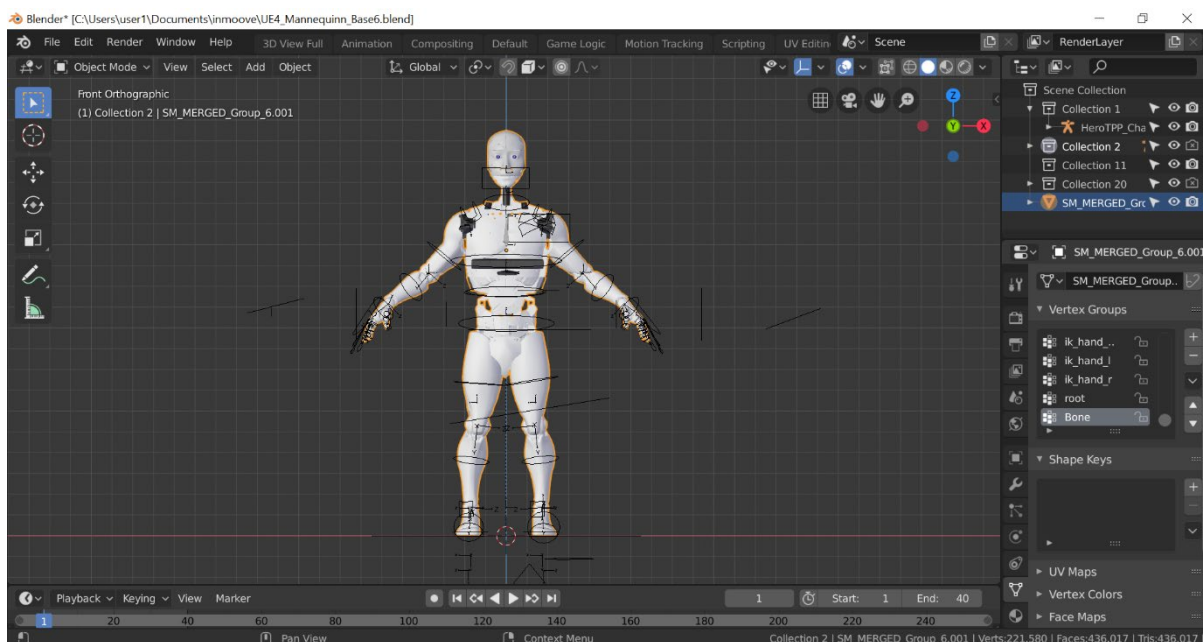 Blender* [C:\Users\user1\Documents\inmoove\UE4_Mannequinn_Base6.blend]
File Edit Render Window Help 3D View Full Animation Compositing Default Game Logic Motion Tracking Scripting UV Editin Scene RenderLayer
Object Mode View Select Add Object Global
Front Orthographic
(1) Collection 2 | SM_MERGED_Group_6.001
Z
Y
X
Scene Collection
Collection 1
HeroTPP_Cha
Collection 2
Collection 11
Collection 20
SM_MERGED_Grc
SM_MERGED_Group_6.001
SM_MERGED_Group..
Vertex Groups
ik_hand_..
ik_hand_l
ik_hand_r
root
Bone
Shape Keys
UV Maps
Vertex Colors
Face Maps
Playback Keying View Marker 1 Start: 1 End: 40
1 20 40 60 80 100 120 140 160 180 200 220 240
Pan View Context Menu Collection 2 | SM_MERGED_Group_6.001 | Verts:221,580 | Faces:436,017 | Tris:436,017